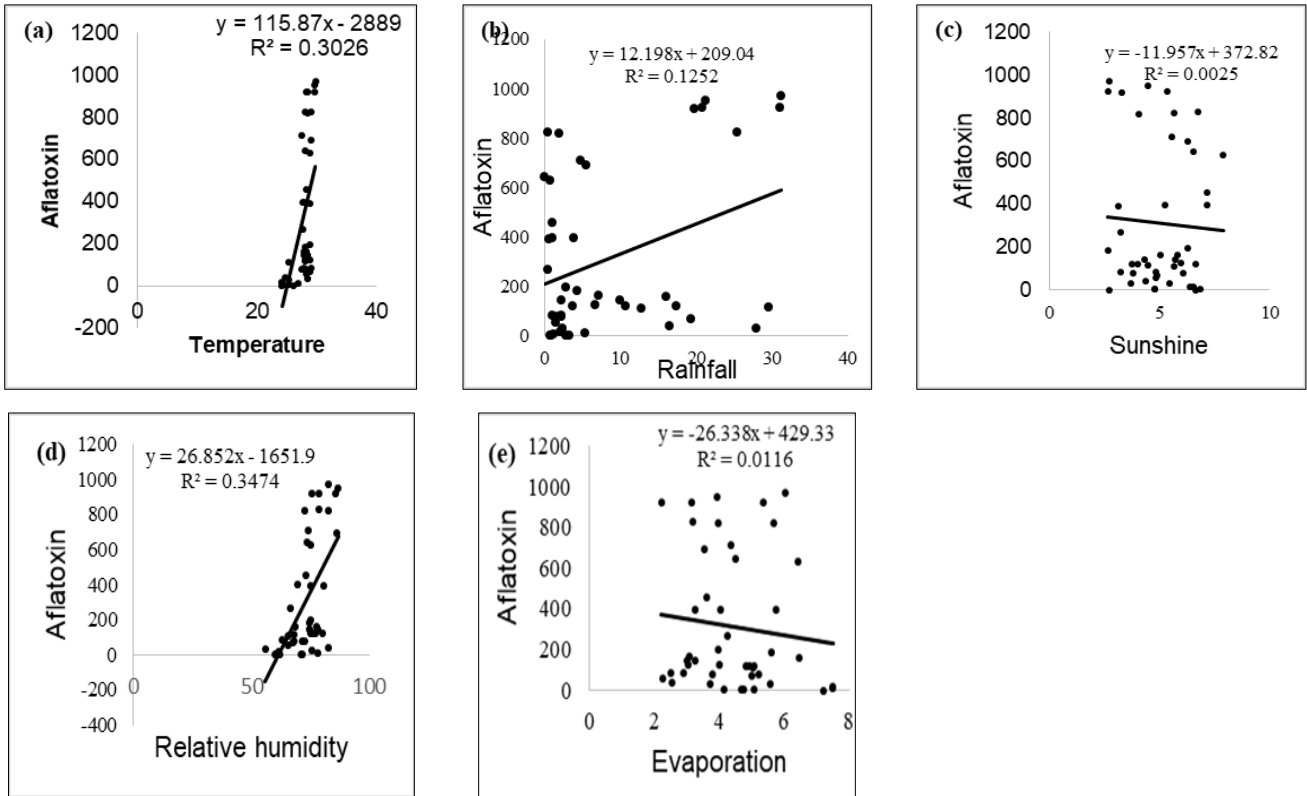 (a)
y = 115.87x - 2889
R² = 0.3026
1200
1000
800
600
400
200
0
-200
0
20
40
Aflatoxin
Temperature
(b)
y = 12.198x + 209.04
R² = 0.1252
1200
1000
800
600
400
200
0
0
10
20
30
40
Aflatoxin
Rainfall
(c)
y = -11.957x + 372.82
R² = 0.0025
1200
1000
800
600
400
200
0
0
5
10
Aflatoxin
Sunshine
(d)
y = 26.852x - 1651.9
R² = 0.3474
1200
1000
800
600
400
200
0
-200
-400
0
50
100
Aflatoxin
Relative humidity
(e)
y = -26.338x + 429.33
R² = 0.0116
1200
1000
800
600
400
200
0
0
2
4
6
8
Aflatoxin
Evaporation